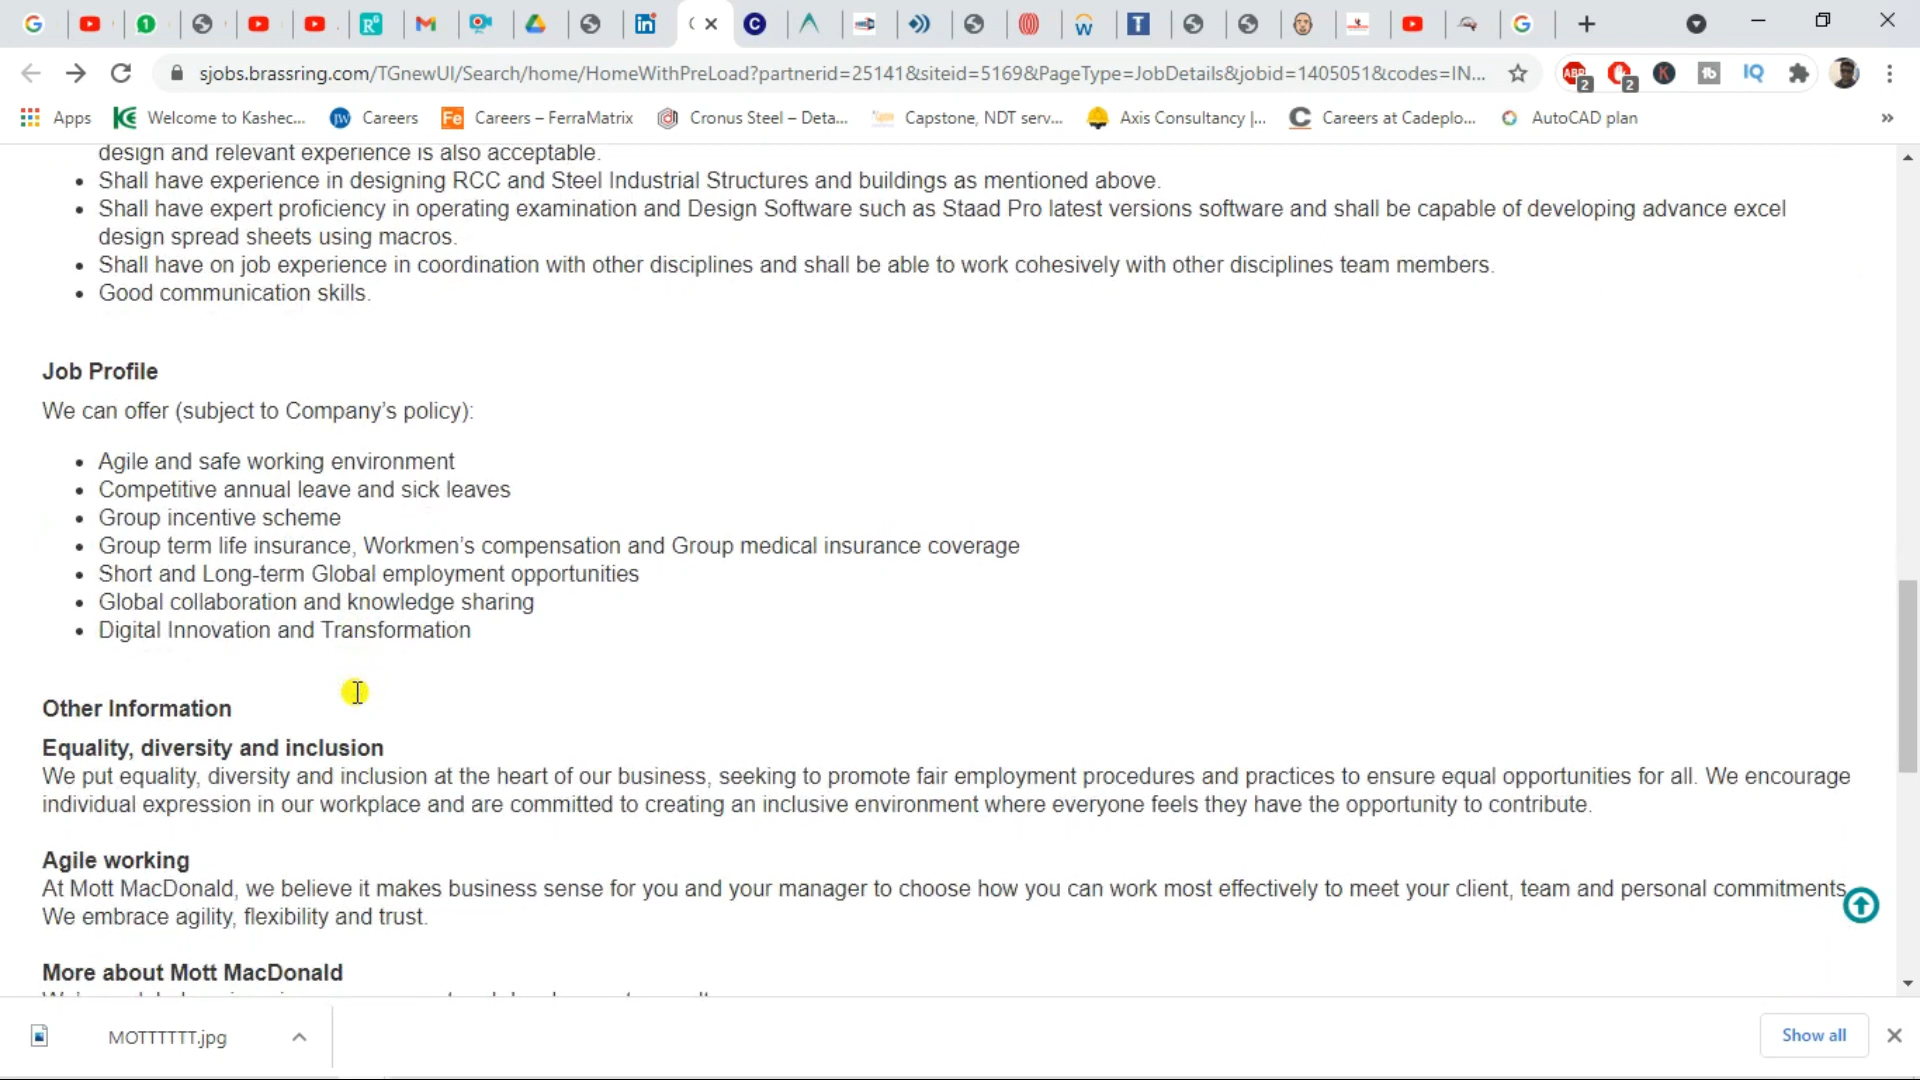 sjobs.brassring.com/TGnewUI/Search/home/HomeWithPreLoad?partnerid=25141&siteid=5169&PageType=JobDetails&jobid=1405051&codes=IN...
Apps Welcome to Kashec... Careers Careers – FerraMatrix Cronus Steel – Deta... Capstone, NDT serv... Axis Consultancy |... Careers at Cadeplo... AutoCAD plan »
design and relevant experience is also acceptable.
• Shall have experience in designing RCC and Steel Industrial Structures and buildings as mentioned above.
• Shall have expert proficiency in operating examination and Design Software such as Staad Pro latest versions software and shall be capable of developing advance excel
design spread sheets using macros.
• Shall have on job experience in coordination with other disciplines and shall be able to work cohesively with other disciplines team members.
• Good communication skills.
Job Profile
We can offer (subject to Company’s policy):
• Agile and safe working environment
• Competitive annual leave and sick leaves
• Group incentive scheme
• Group term life insurance, Workmen’s compensation and Group medical insurance coverage
• Short and Long-term Global employment opportunities
• Global collaboration and knowledge sharing
• Digital Innovation and Transformation
Other Information
Equality, diversity and inclusion
We put equality, diversity and inclusion at the heart of our business, seeking to promote fair employment procedures and practices to ensure equal opportunities for all. We encourage
individual expression in our workplace and are committed to creating an inclusive environment where everyone feels they have the opportunity to contribute.
Agile working
At Mott MacDonald, we believe it makes business sense for you and your manager to choose how you can work most effectively to meet your client, team and personal commitments
We embrace agility, flexibility and trust.
More about Mott MacDonald
MOTTTTTT.jpg
Show all